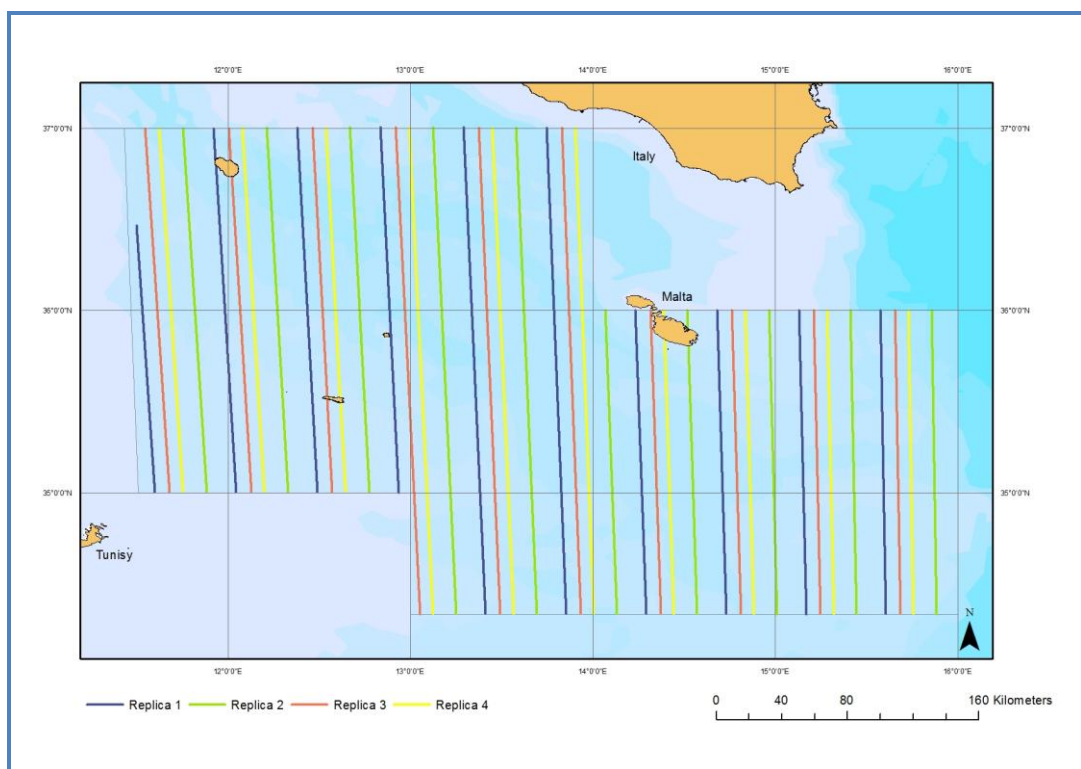 12°0'0"E 13°0'0"E 14°0'0"E 15°0'0"E 16°0'0"E
37°0'0"N 37°0'0"N
Italy
Malta
36°0'0"N 36°0'0"N
35°0'0"N 35°0'0"N
Tunisy
N
12°0'0"E 13°0'0"E 14°0'0"E 15°0'0"E 16°0'0"E
Replica 1 Replica 2 Replica 3 Replica 4
0 40 80 160 Kilometers